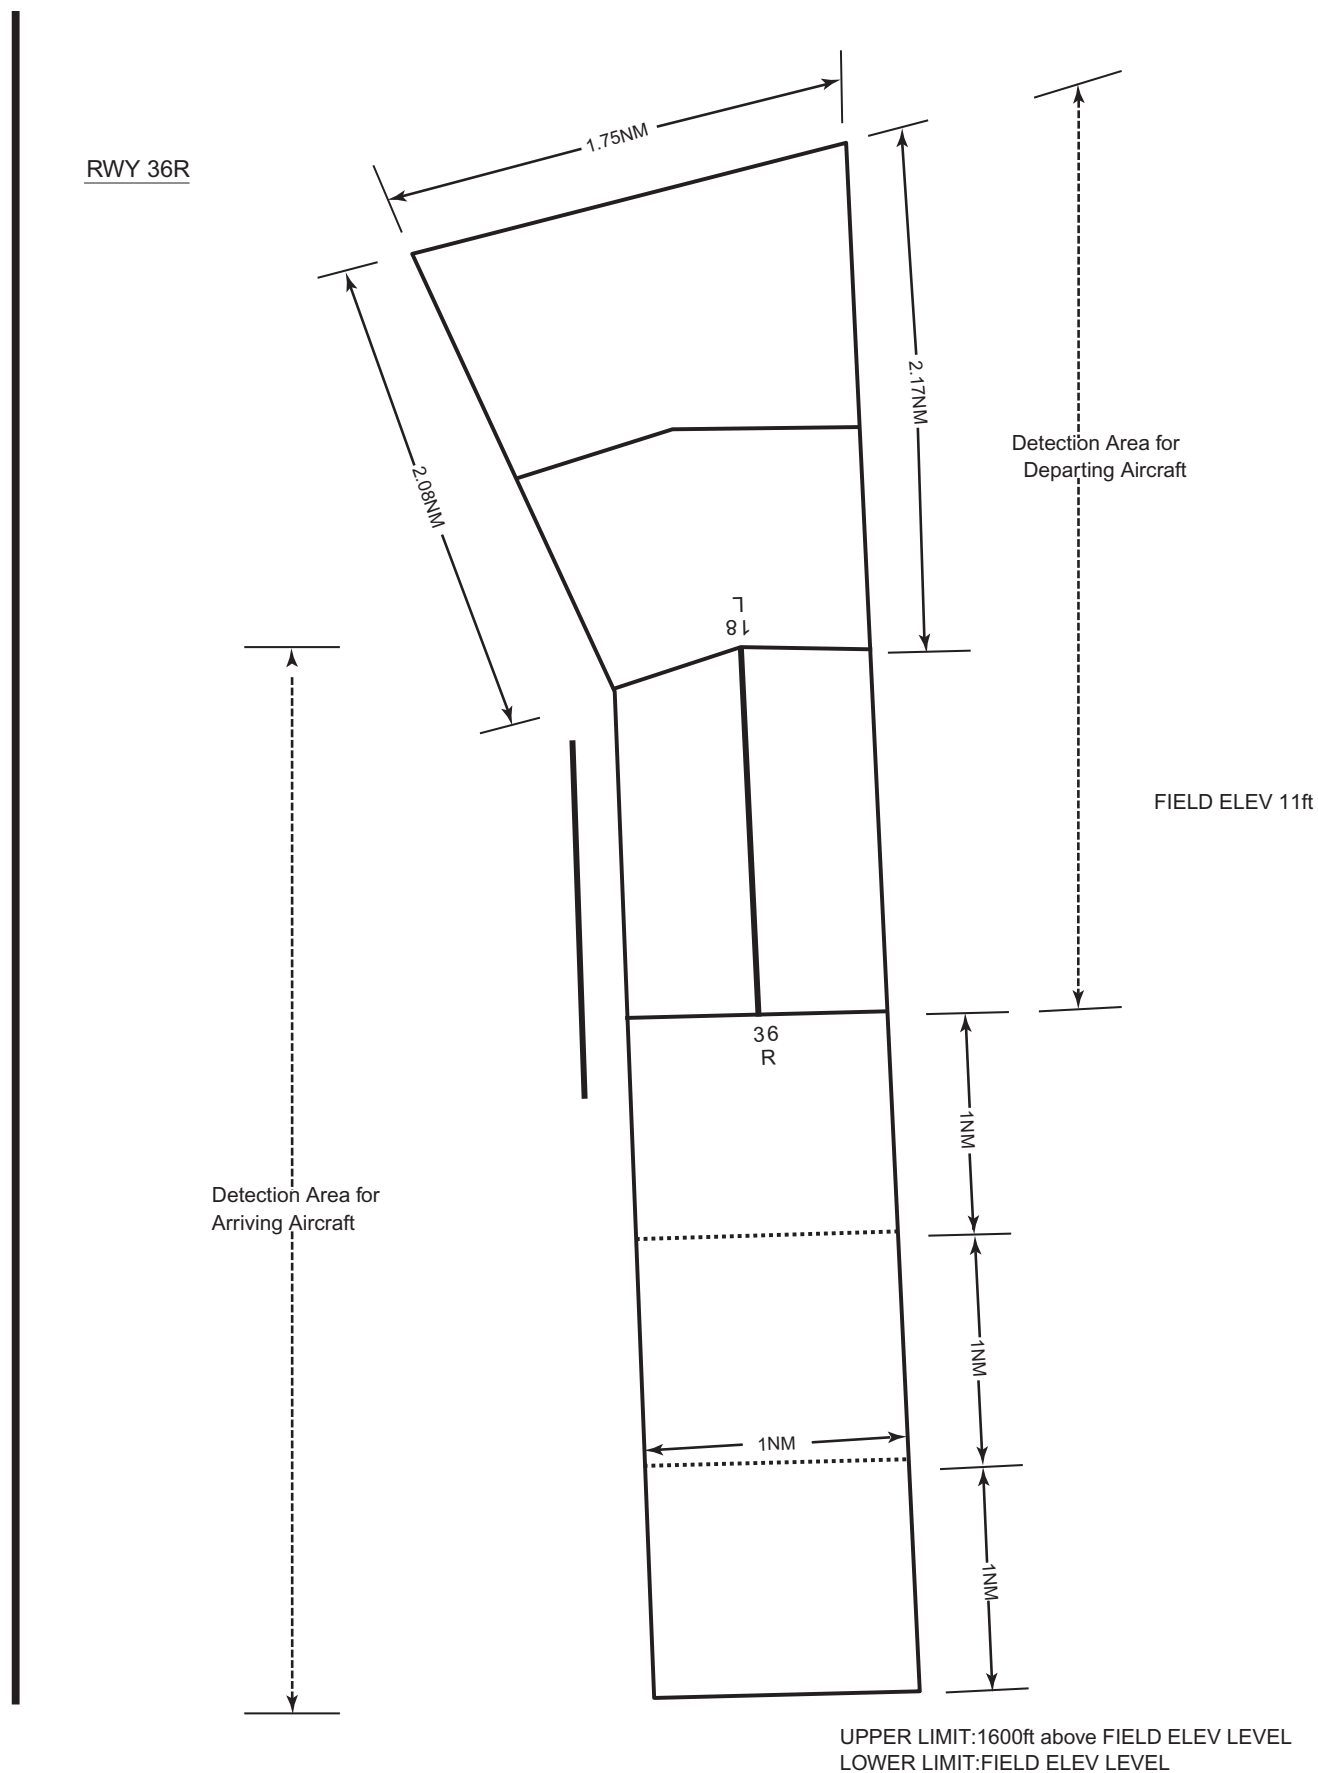 1.75NM
RWY 36R
2.17NM
Detection Area for
Departing Aircraft
2.08NM
18
L
FIELD ELEV 11ft
36
R
1NM
Detection Area for
Arriving Aircraft
1NM
1NM
1NM
UPPER LIMIT:1600ft above FIELD ELEV LEVEL
LOWER LIMIT:FIELD ELEV LEVEL